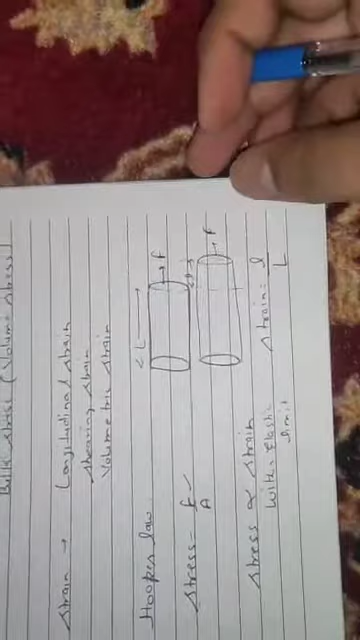 Bulk stress ( Volume stress)
Strain → Longitudinal strain
Shearing strain
Volumetric strain
Hookes law
< L →
F
Stress = F / A
l
F
Stress ∝ Strain
Strain = l / L
within elastic
limit